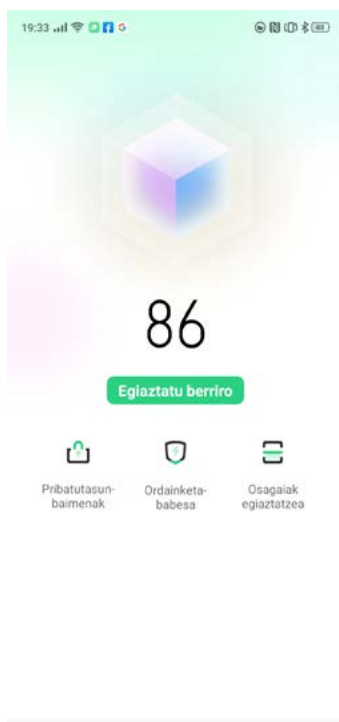 19:33
86
Egiaztatu berriro
Pribatutasun-
baimenak
Ordainketa-
babesa
Osagaiak
egiaztatzea